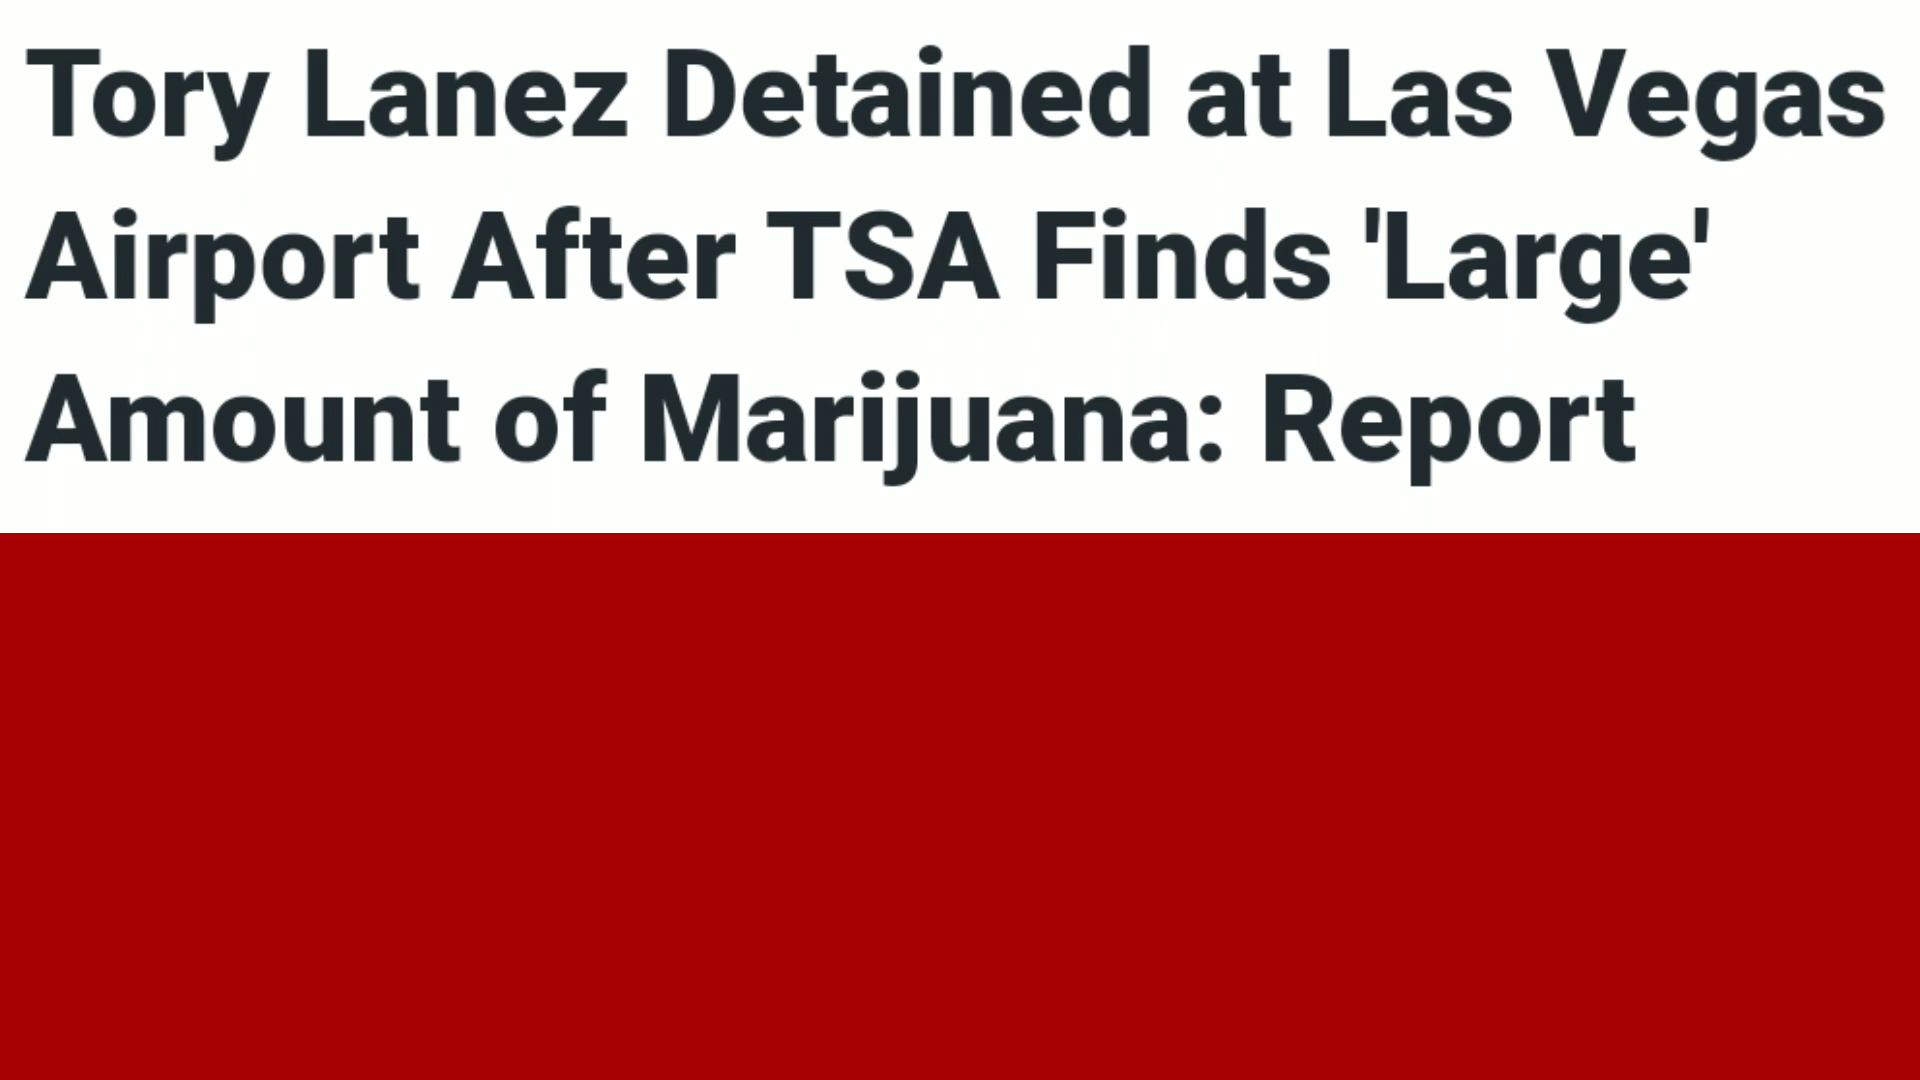 Tory Lanez Detained at Las Vegas
Airport After TSA Finds 'Large'
Amount of Marijuana: Report